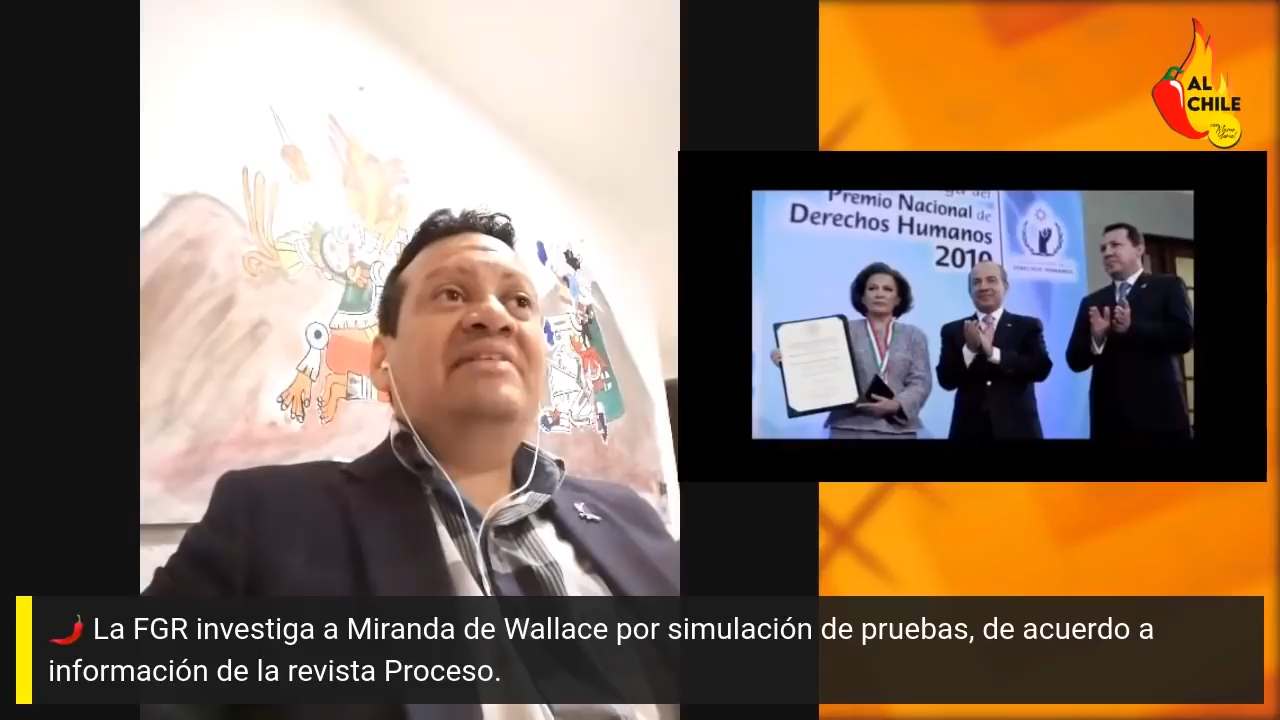 AL
CHILE
Premio Nacional de
Derechos Humanos
2010
🌶️ La FGR investiga a Miranda de Wallace por simulación de pruebas, de acuerdo a
información de la revista Proceso.